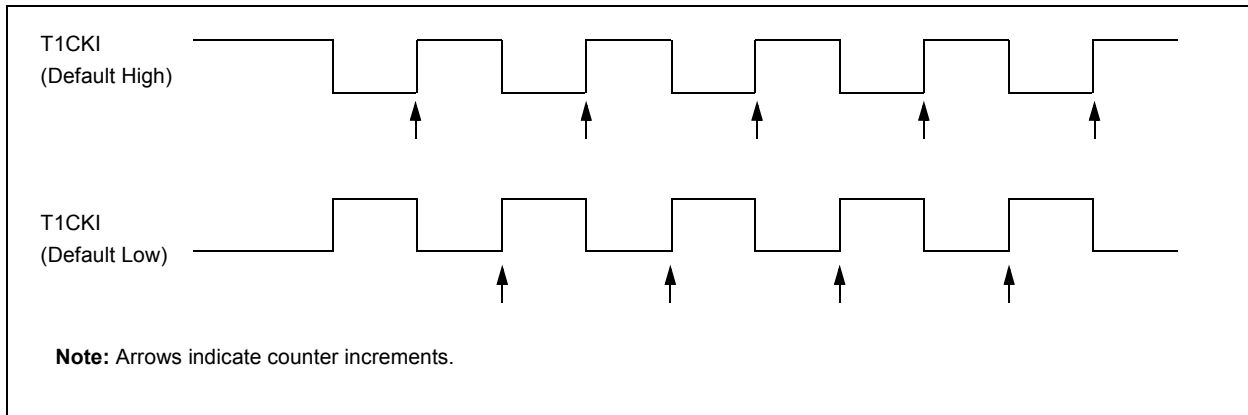 T1CKI
(Default High)
T1CKI
(Default Low)
Note: Arrows indicate counter increments.